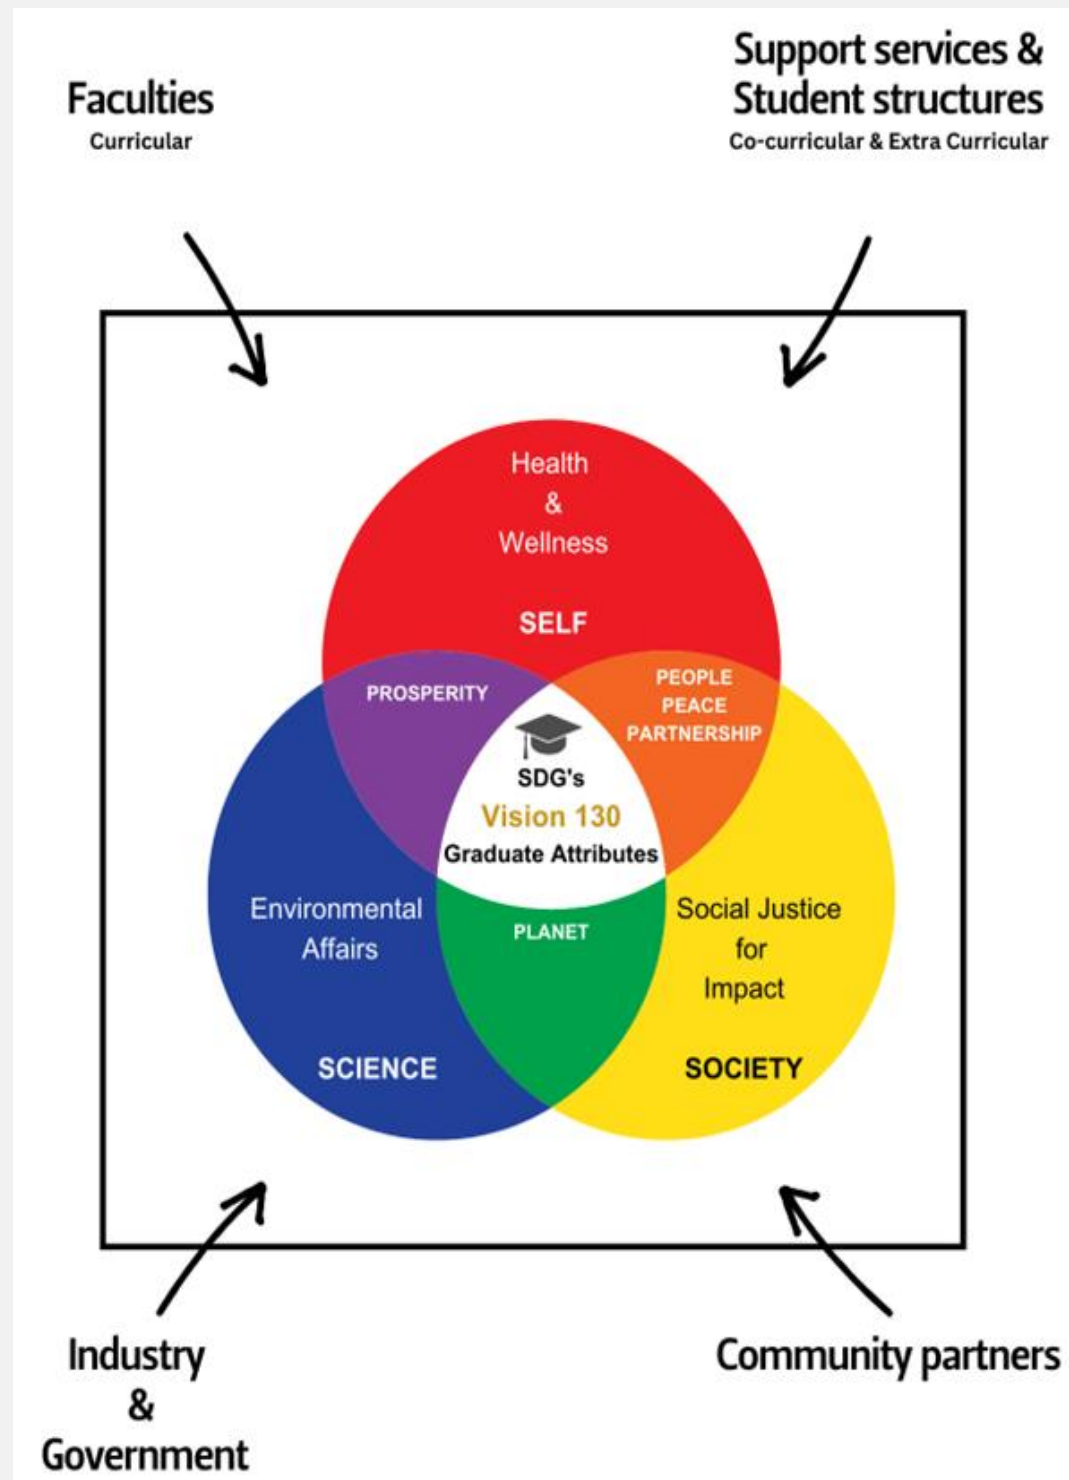 Faculties
Curricular
Support services &
Student structures
Co-curricular & Extra Curricular
Health
&
Wellness
SELF
PROSPERITY
PEOPLE
PEACE
PARTNERSHIP
SDG's
Vision 130
Graduate Attributes
Environmental
Affairs
SCIENCE
PLANET
Social Justice
for
Impact
SOCIETY
Industry
&
Government
Community partners